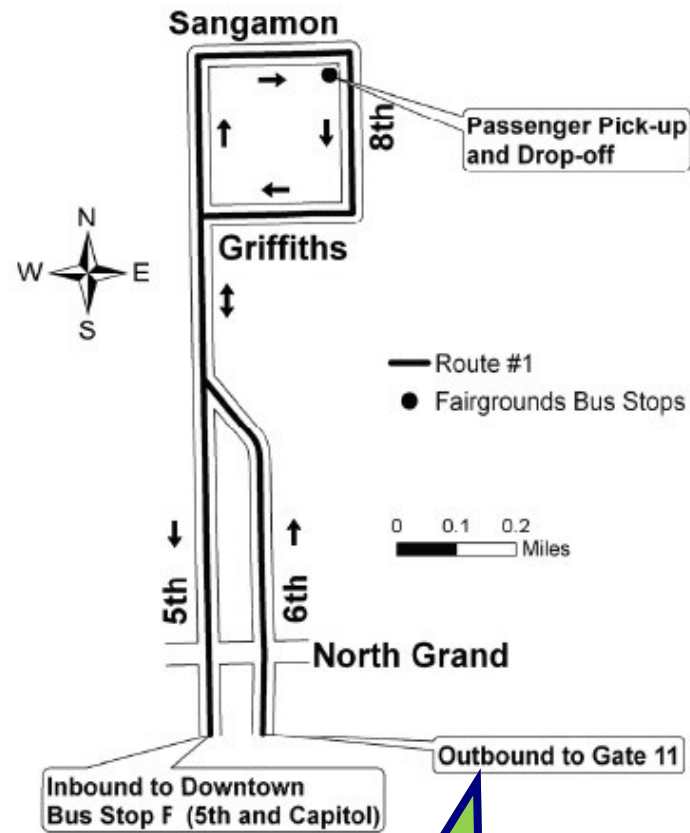 Sangamon
8th
Passenger Pick-up
and Drop-off
N
W
E
S
Griffiths
Route #1
Fairgrounds Bus Stops
0 0.1 0.2
Miles
5th
6th
North Grand
Outbound to Gate 11
Inbound to Downtown
Bus Stop F (5th and Capitol)